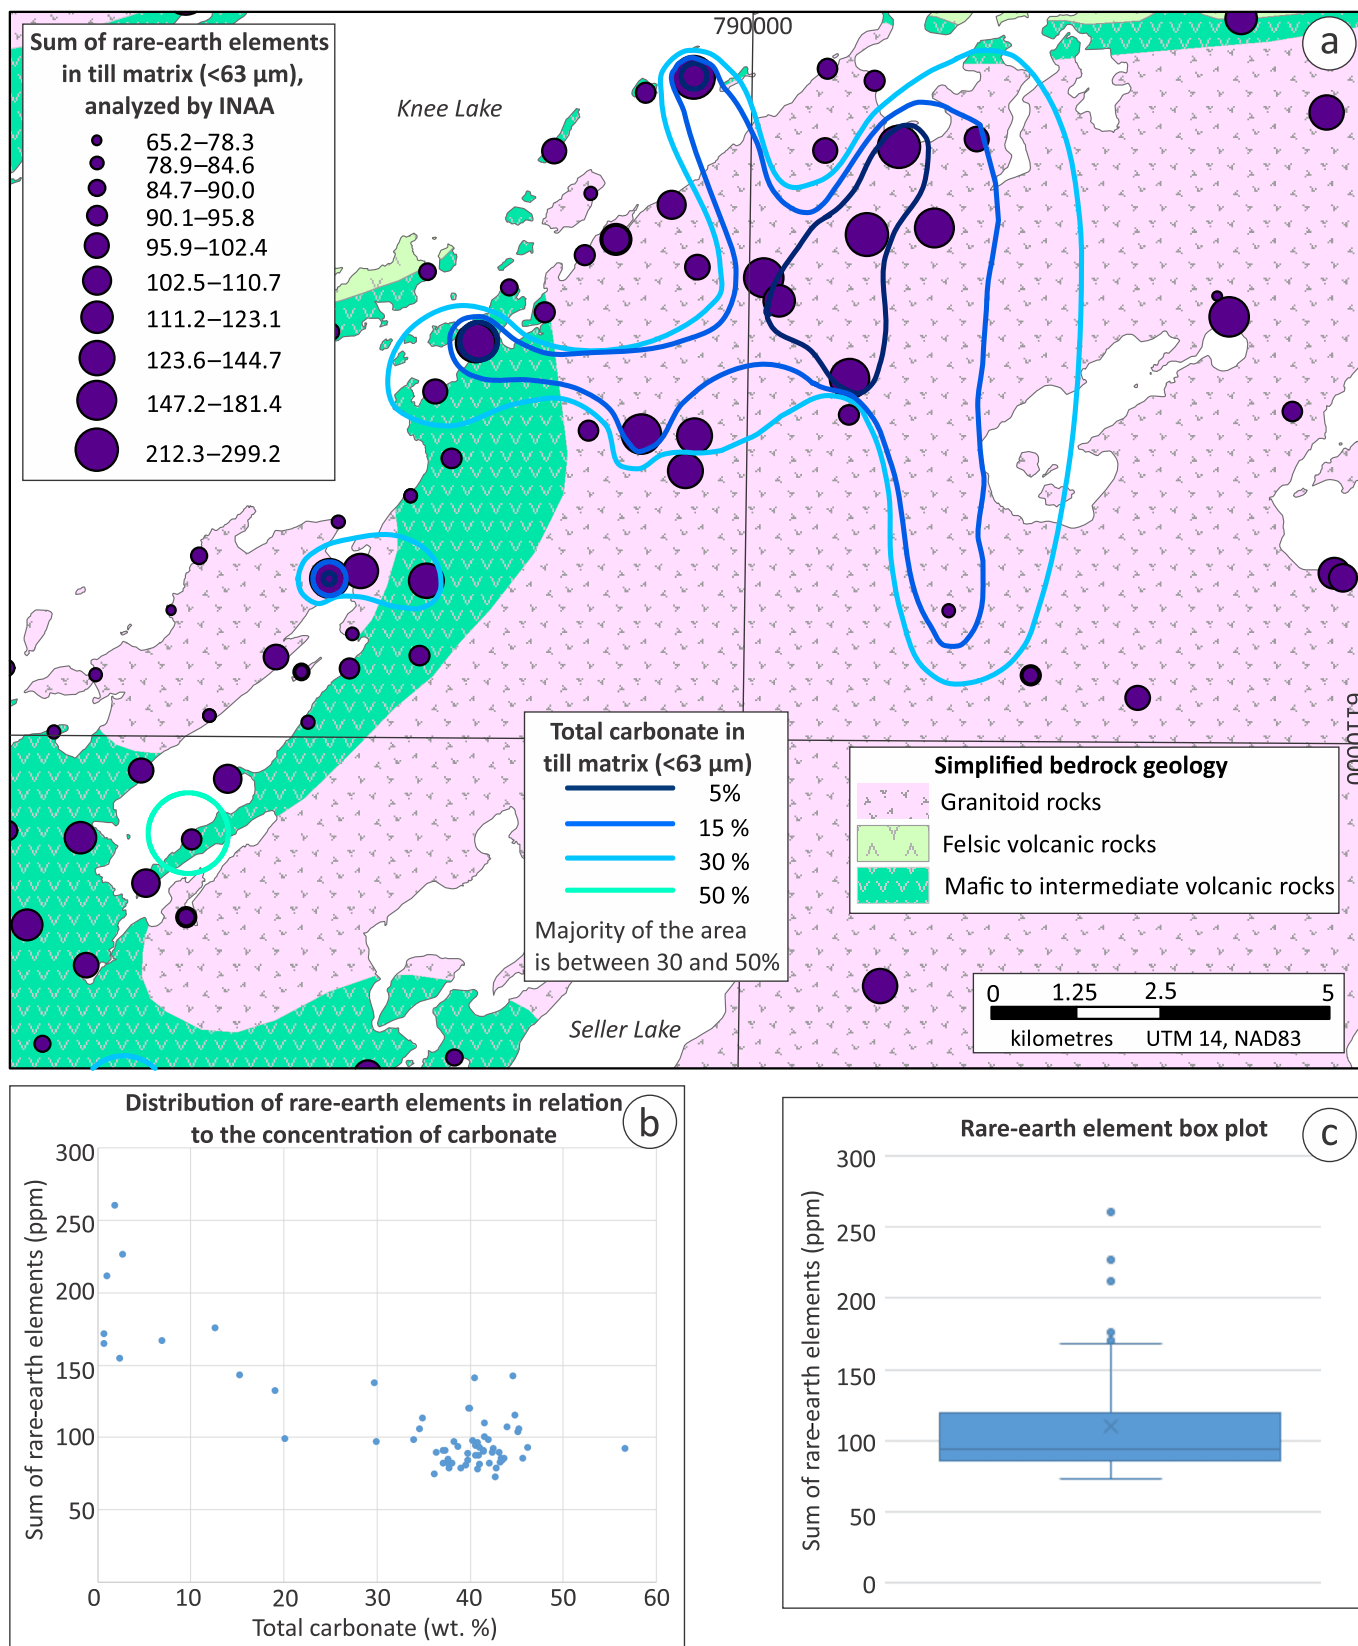 790000
a
Sum of rare-earth elements
in till matrix (<63 µm),
analyzed by INAA
65.2–78.3
78.9–84.6
84.7–90.0
90.1–95.8
95.9–102.4
102.5–110.7
111.2–123.1
123.6–144.7
147.2–181.4
212.3–299.2
Knee Lake
6110000
Total carbonate in
till matrix (<63 µm)
5%
15 %
30 %
50 %
Majority of the area
is between 30 and 50%
Simplified bedrock geology
Granitoid rocks
Felsic volcanic rocks
Mafic to intermediate volcanic rocks
Seller Lake
0 1.25 2.5 5
kilometres UTM 14, NAD83
Distribution of rare-earth elements in relation
to the concentration of carbonate
b
300
250
200
150
100
50
0 10 20 30 40 50 60
Sum of rare-earth elements (ppm)
Total carbonate (wt. %)
Rare-earth element box plot
c
300
250
200
150
100
50
0
Sum of rare-earth elements (ppm)